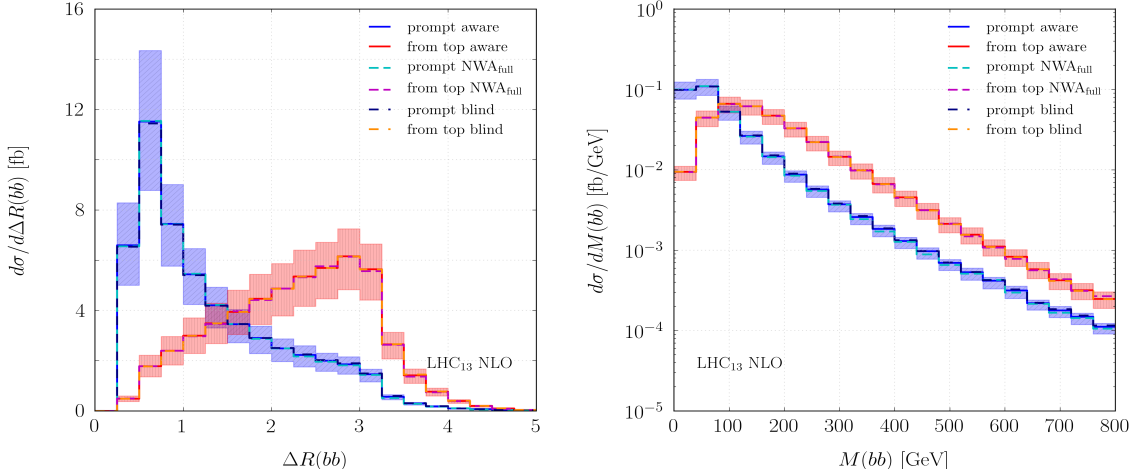 16
12
8
4
0
0 1 2 3 4 5
dσ/dΔR(bb) [fb]
ΔR(bb)
prompt aware
from top aware
prompt NWA_full
from top NWA_full
prompt blind
from top blind
LHC_13 NLO
10^0
10^−1
10^−2
10^−3
10^−4
10^−5
0 100 200 300 400 500 600 700 800
dσ/dM(bb) [fb/GeV]
M(bb) [GeV]
prompt aware
from top aware
prompt NWA_full
from top NWA_full
prompt blind
from top blind
LHC_13 NLO